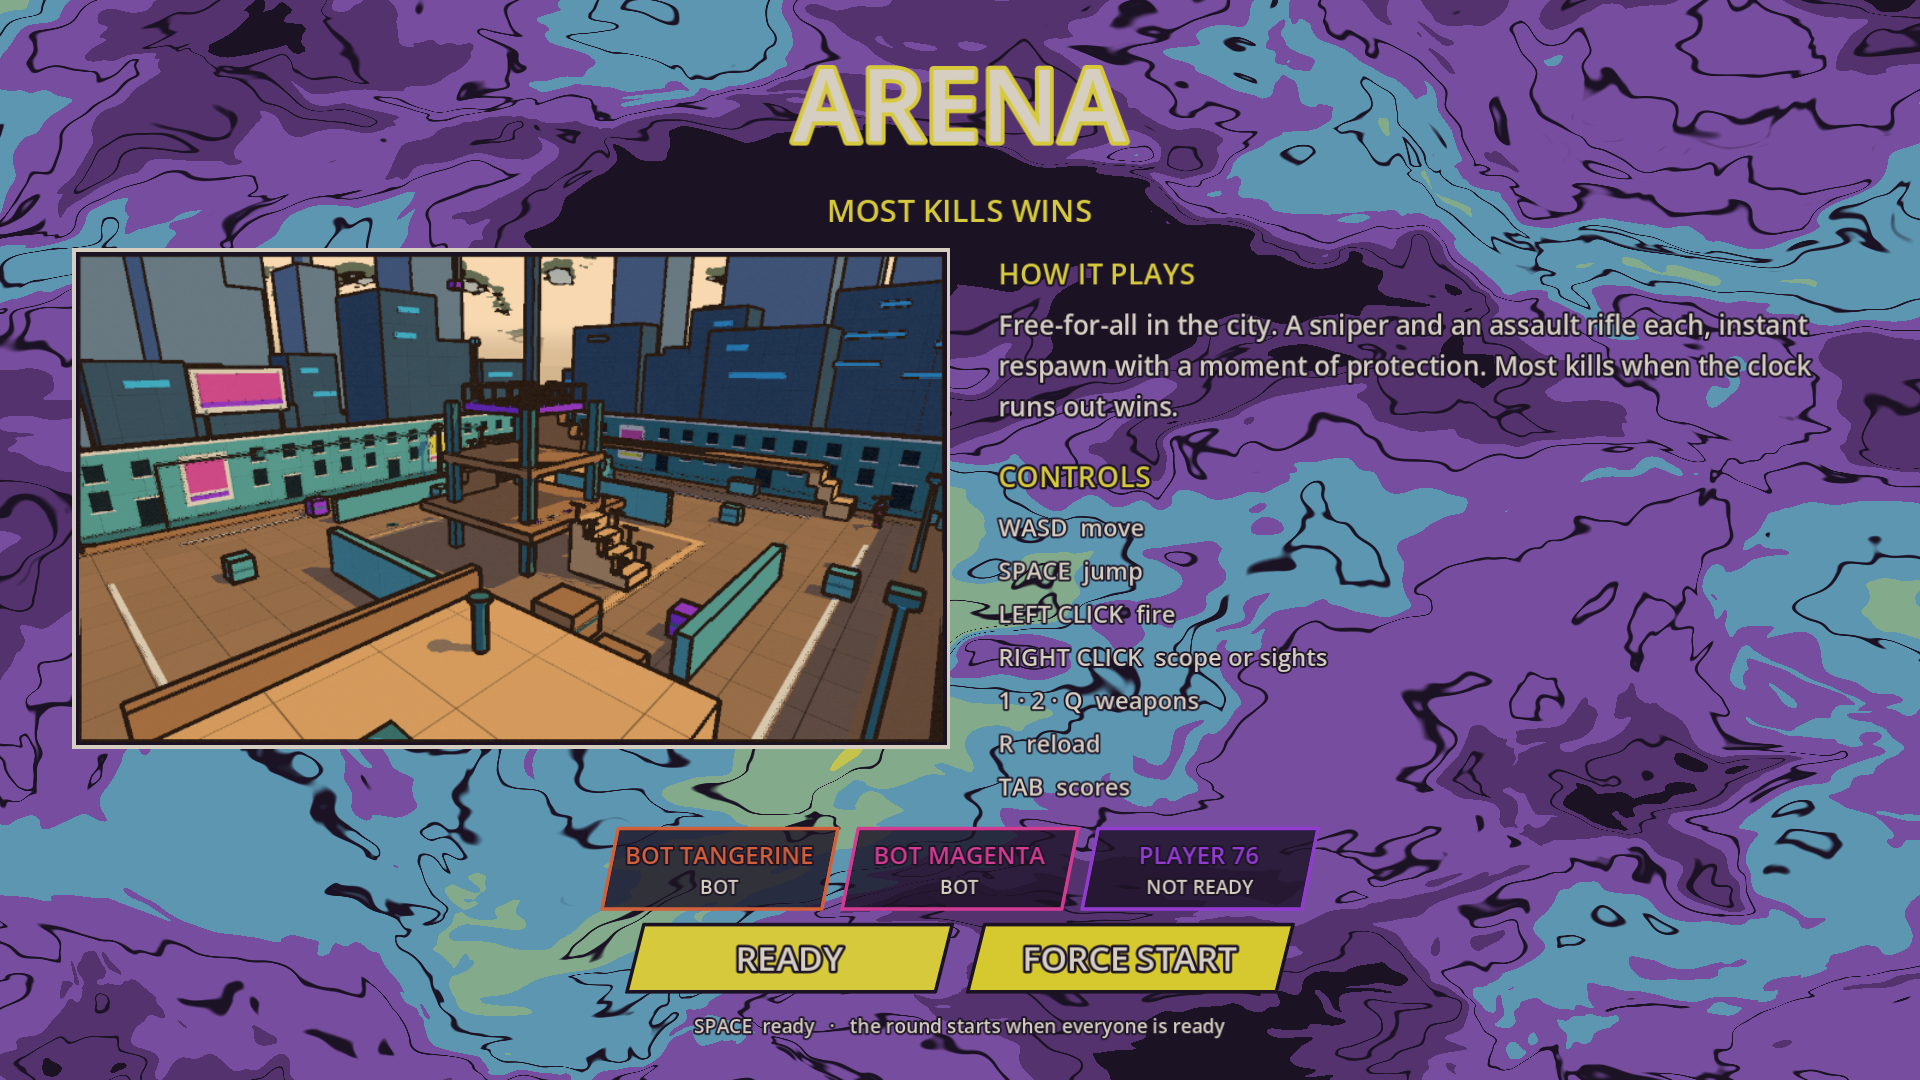 ARENA
MOST KILLS WINS
HOW IT PLAYS
Free-for-all in the city. A sniper and an assault rifle each, instant
respawn with a moment of protection. Most kills when the clock
runs out wins.
CONTROLS
WASD move
SPACE jump
LEFT CLICK fire
RIGHT CLICK scope or sights
1 · 2 · Q weapons
R reload
TAB scores
BOT TANGERINE
BOT
BOT MAGENTA
BOT
PLAYER 76
NOT READY
READY
FORCE START
SPACE ready · the round starts when everyone is ready